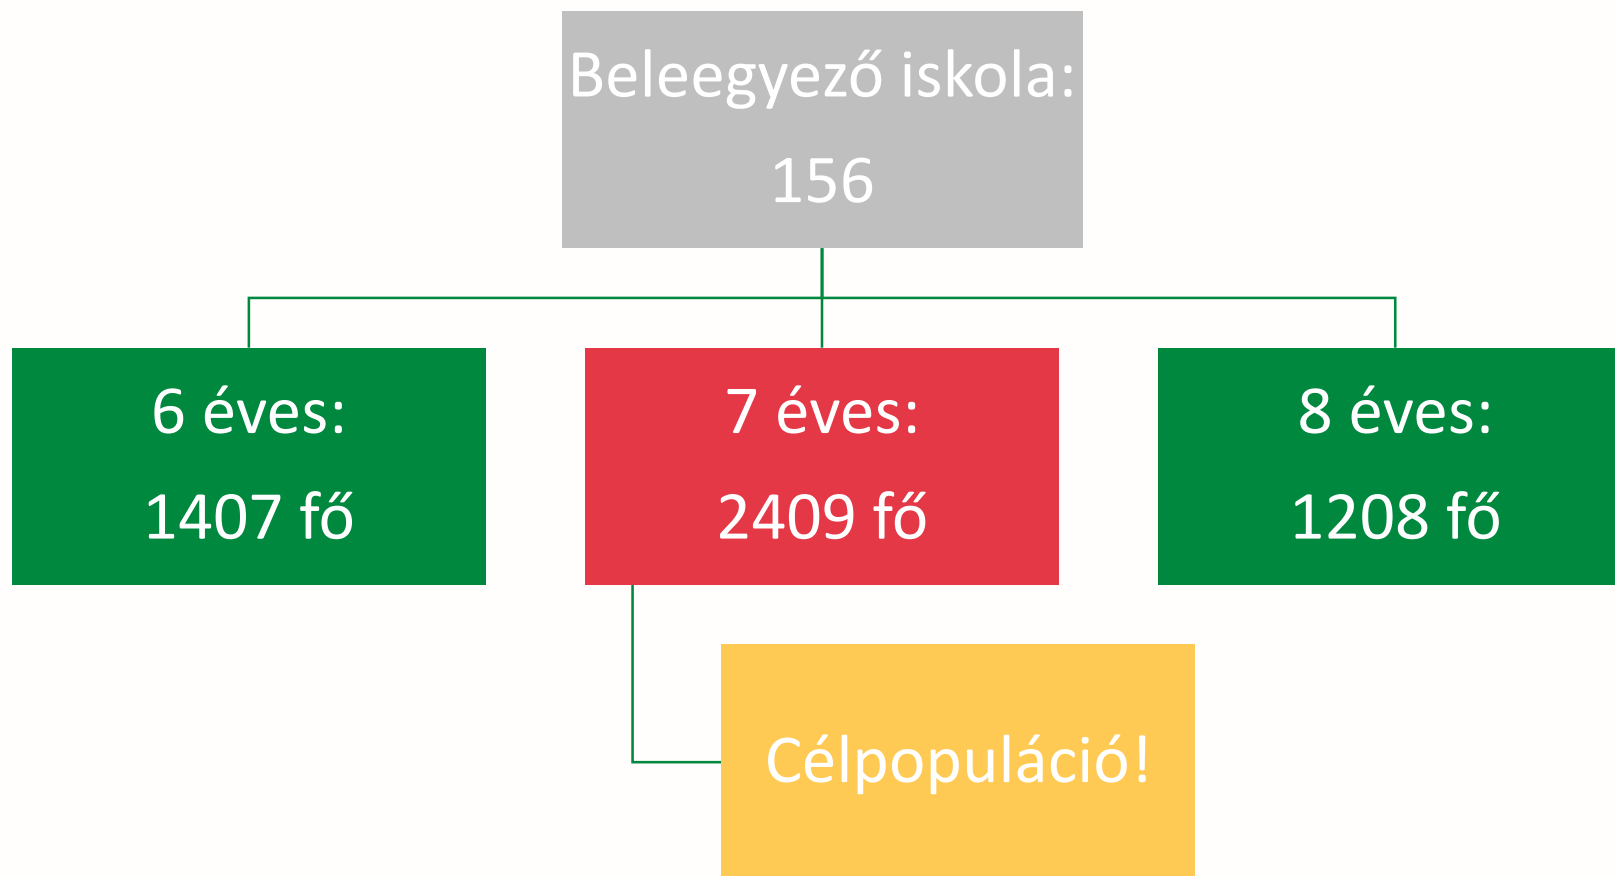 Beleegyező iskola:
156
6 éves:
1407 fő
7 éves:
2409 fő
8 éves:
1208 fő
Célpopuláció!